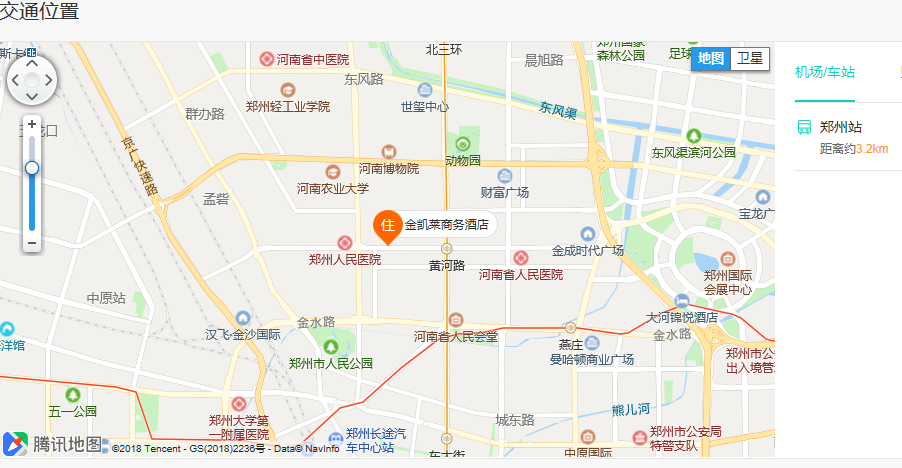 交通位置
斯卡
北三环
郑州国家
森林公园
足球
河南省中医院
晨旭路
地图
卫星
机场/车站
东风路
郑州轻工业学院
世玺中心
东风渠
群办路
龙口
郑州站
距离约3.2km
京广快速路
动物园
东风渠滨河公园
河南博物院
河南农业大学
财富广场
孟砦
宝龙广
住
金凯莱商务酒店
金成时代广场
郑州人民医院
黄河路
河南省人民医院
郑州国际
会展中心
中原站
大河锦悦酒店
金水路
汉飞·金沙国际
河南省人民会堂
金水路
洋馆
燕庄
曼哈顿商业广场
郑州市人民公园
郑州市公
出入境管
五一公园
熊儿河
郑州大学第
一附属医院
城东路
郑州长途汽
车中心站
郑州市公安局
特警支队
腾讯地图
©2018 Tencent - GS(2018)2236号 - Data© NavInfo
东大街
中原国际